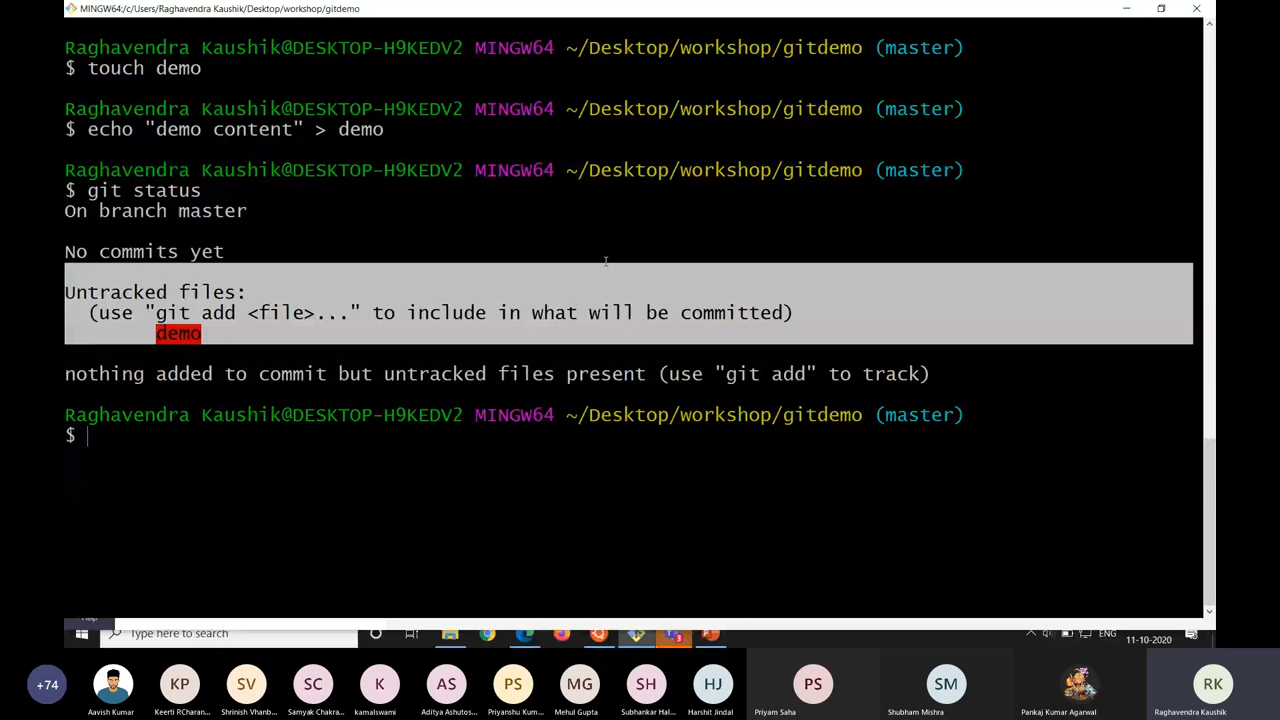 MINGW64:/c/Users/Raghavendra Kaushik/Desktop/workshop/gitdemo
Raghavendra Kaushik@DESKTOP-H9KEDV2 MINGW64 ~/Desktop/workshop/gitdemo (master)
$ touch demo
Raghavendra Kaushik@DESKTOP-H9KEDV2 MINGW64 ~/Desktop/workshop/gitdemo (master)
$ echo "demo content" > demo
Raghavendra Kaushik@DESKTOP-H9KEDV2 MINGW64 ~/Desktop/workshop/gitdemo (master)
$ git status
On branch master
No commits yet
Untracked files:
(use "git add <file>..." to include in what will be committed)
demo
nothing added to commit but untracked files present (use "git add" to track)
Raghavendra Kaushik@DESKTOP-H9KEDV2 MINGW64 ~/Desktop/workshop/gitdemo (master)
$
Help
Type here to search
3
ENG
11-10-2020
+74 KP SV SC K AS PS MG SH HJ PS SM RK
Aavish Kumar Keerti R.Charan... Shrinish Vhanb... Samyak Chakra... kamalswami Aditya Ashutos... Priyanshu Kum... Mehul Gupta Subhankar Hal... Harshit Jindal Priyam Saha Shubham Mishra Pankaj Kumar Agarwal Raghavendra Kaushik